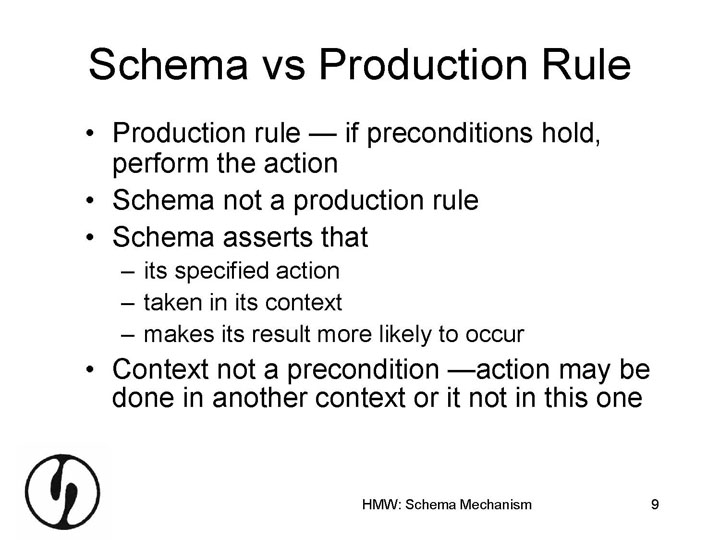 Schema vs Production Rule
• Production rule — if preconditions hold,
perform the action
• Schema not a production rule
• Schema asserts that
– its specified action
– taken in its context
– makes its result more likely to occur
• Context not a precondition —action may be
done in another context or it not in this one
HMW: Schema Mechanism
9